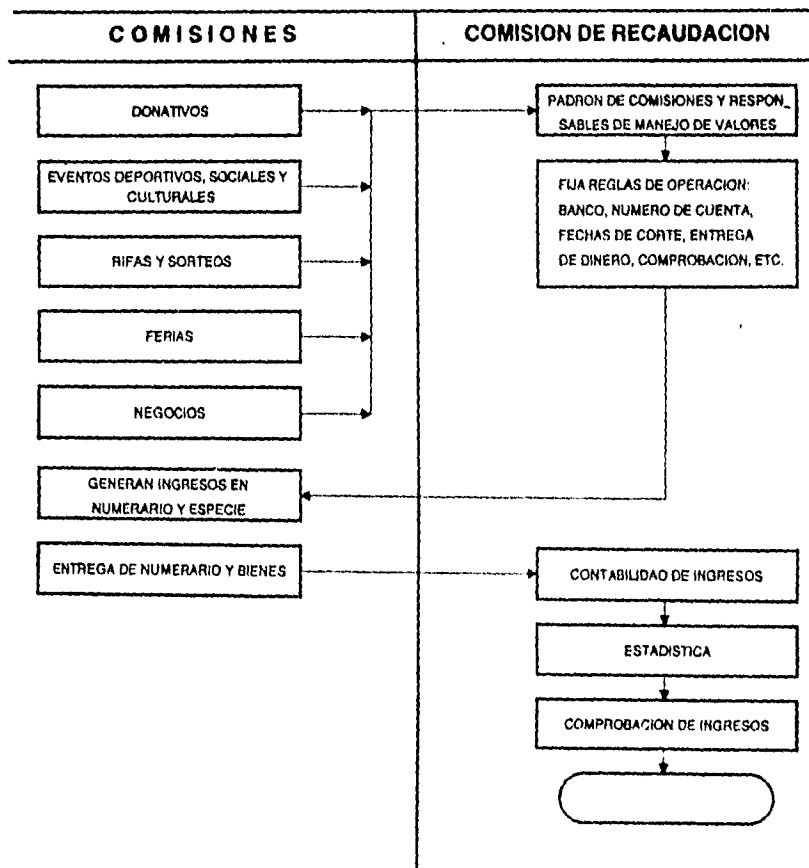 COMISIONES
COMISION DE RECAUDACION
DONATIVOS
EVENTOS DEPORTIVOS, SOCIALES Y
CULTURALES
RIFAS Y SORTEOS
FERIAS
NEGOCIOS
GENERAN INGRESOS EN
NUMERARIO Y ESPECIE
ENTREGA DE NUMERARIO Y BIENES
PADRON DE COMISIONES Y RESPON_
SABLES DE MANEJO DE VALORES
FIJA REGLAS DE OPERACION:
BANCO, NUMERO DE CUENTA,
FECHAS DE CORTE, ENTREGA
DE DINERO, COMPROBACION, ETC.
CONTABILIDAD DE INGRESOS
ESTADISTICA
COMPROBACION DE INGRESOS